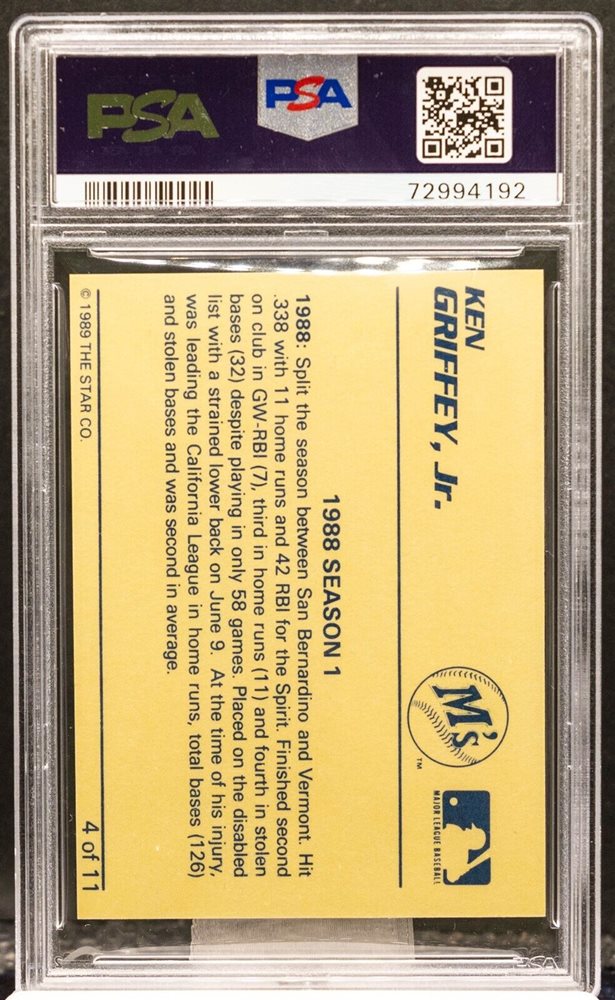 PSA
PSA
72994192
KEN
GRIFFEY, Jr.
M's
TM
MAJOR LEAGUE BASEBALL
1988 SEASON 1
1988: Split the season between San Bernardino and Vermont. Hit
.338 with 11 home runs and 42 RBI for the Spirit. Finished second
on club in GW-RBI (7), third in home runs (11) and fourth in stolen
bases (32) despite playing in only 58 games. Placed on the disabled
list with a strained lower back on June 9. At the time of his injury,
was leading the California League in home runs, total bases (126)
and stolen bases and was second in average.
© 1989 THE STAR CO.
4 of 11
PSA